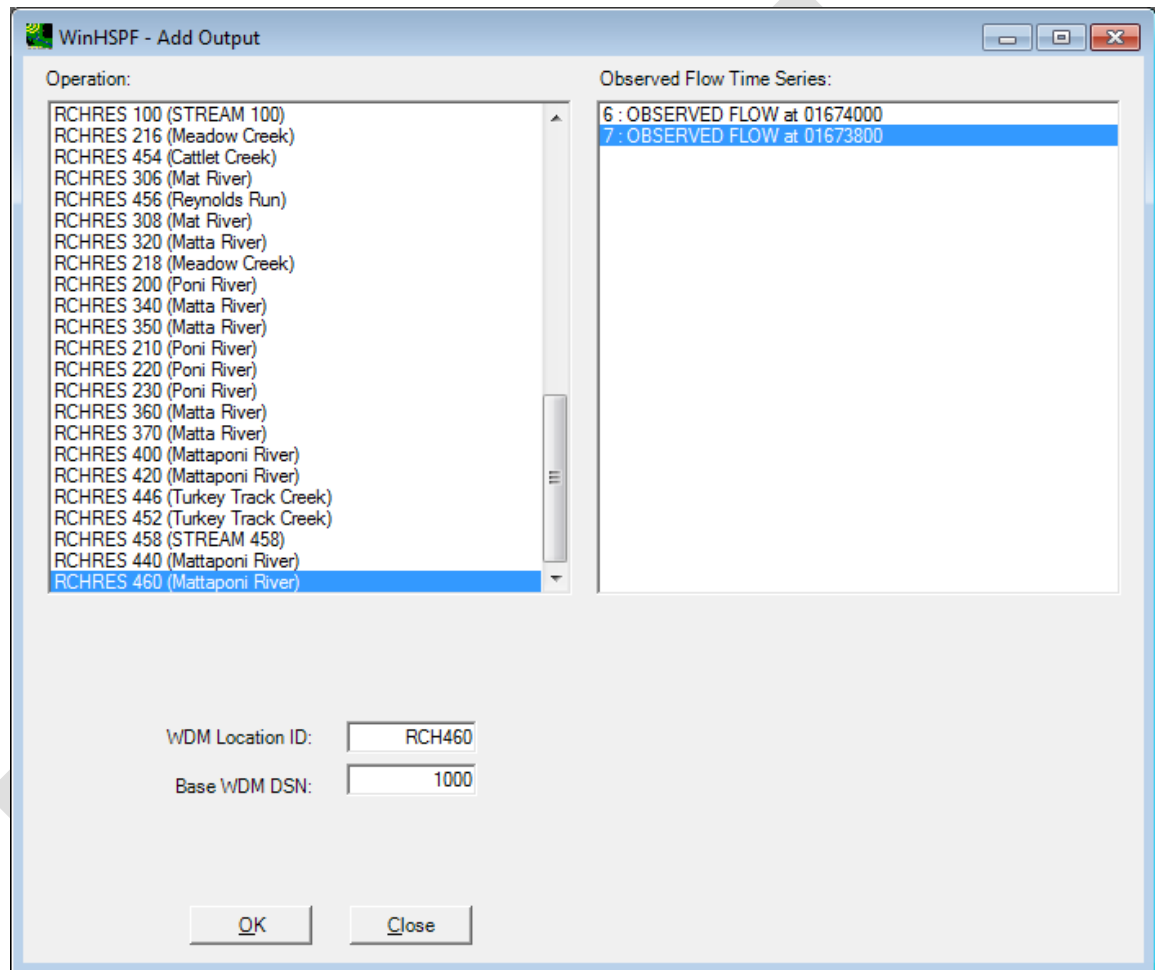 WinHSPF - Add Output
Operation:
RCHRES 100 (STREAM 100)
RCHRES 216 (Meadow Creek)
RCHRES 454 (Cattlet Creek)
RCHRES 306 (Mat River)
RCHRES 456 (Reynolds Run)
RCHRES 308 (Mat River)
RCHRES 320 (Matta River)
RCHRES 218 (Meadow Creek)
RCHRES 200 (Poni River)
RCHRES 340 (Matta River)
RCHRES 350 (Matta River)
RCHRES 210 (Poni River)
RCHRES 220 (Poni River)
RCHRES 230 (Poni River)
RCHRES 360 (Matta River)
RCHRES 370 (Matta River)
RCHRES 400 (Mattaponi River)
RCHRES 420 (Mattaponi River)
RCHRES 446 (Turkey Track Creek)
RCHRES 452 (Turkey Track Creek)
RCHRES 458 (STREAM 458)
RCHRES 440 (Mattaponi River)
RCHRES 460 (Mattaponi River)
Observed Flow Time Series:
6 : OBSERVED FLOW at 01674000
7 : OBSERVED FLOW at 01673800
WDM Location ID: RCH460
Base WDM DSN: 1000
OK Close